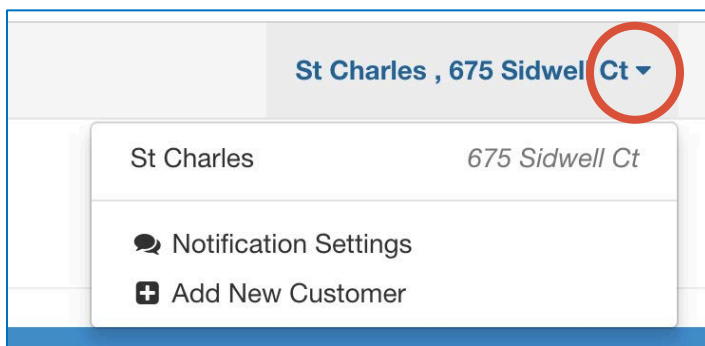 St Charles , 675 Sidwell Ct
St Charles 675 Sidwell Ct
Notification Settings
Add New Customer